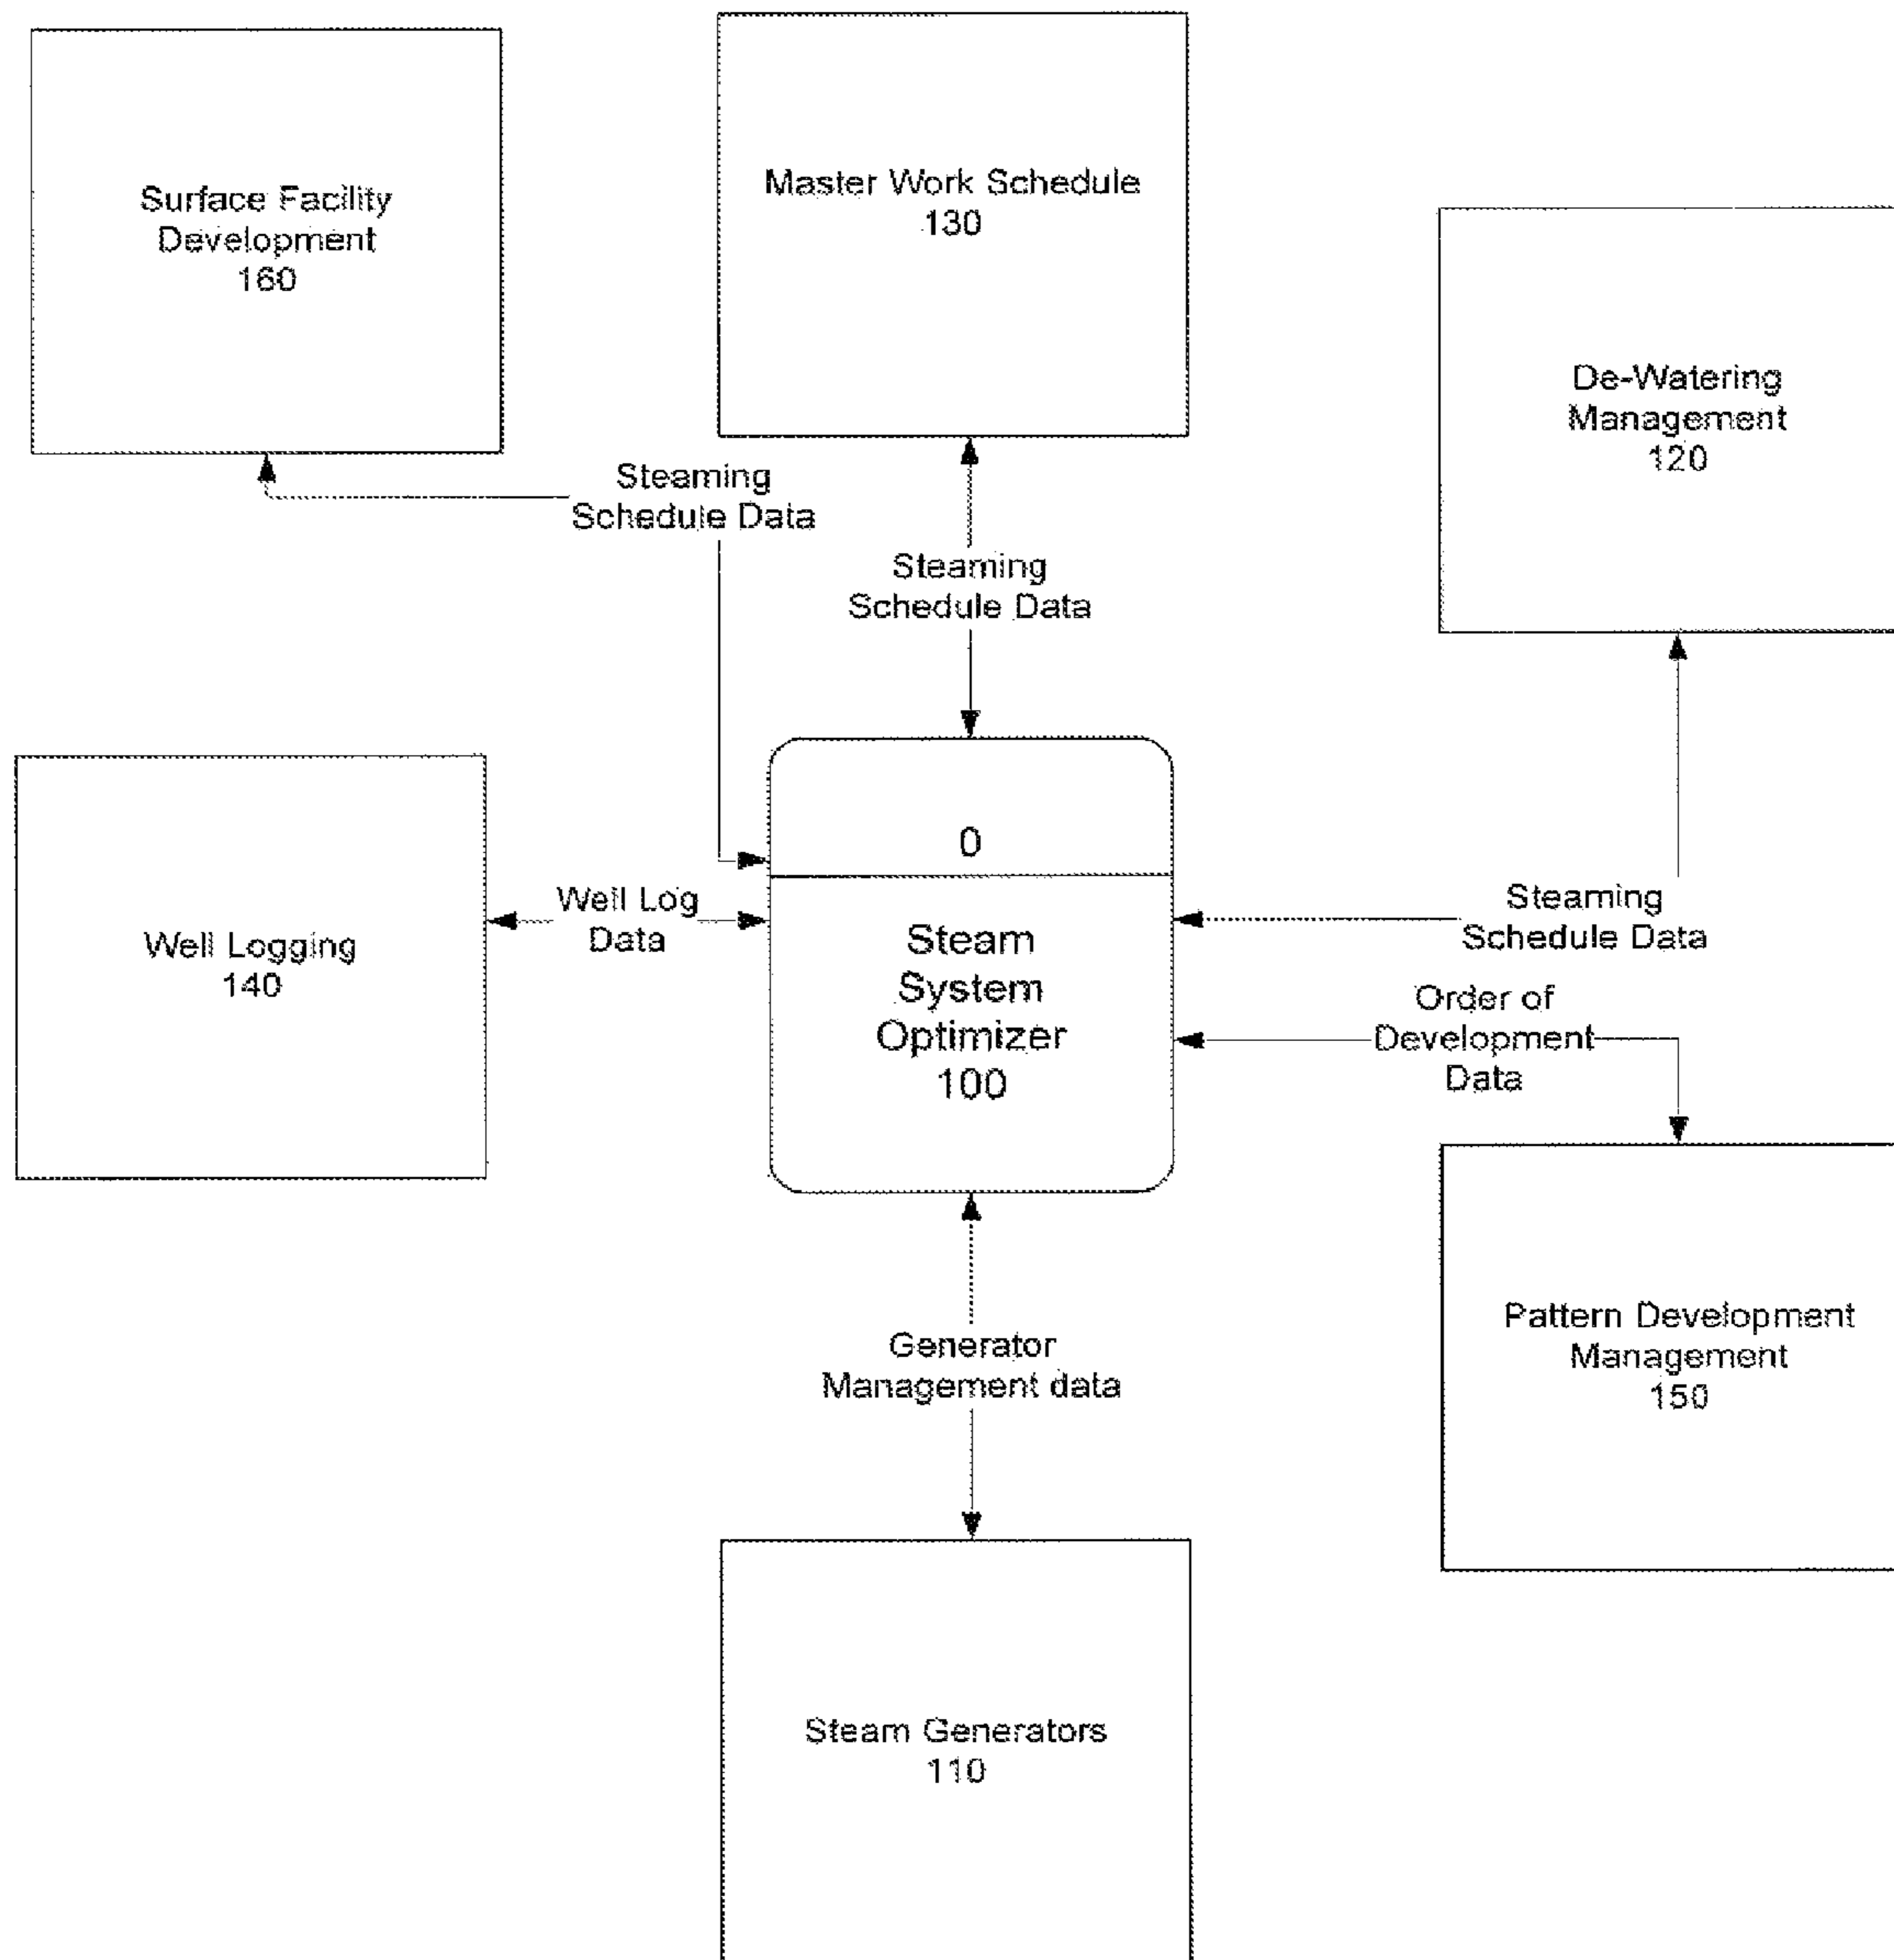 Master Work Schedule
130
Surface Facility
Development
160
De-Watering
Management
120
Steaming
Schedule Data
Steaming
Schedule Data
0
Steam
System
Optimizer
100
Well Log
Data
Well Logging
140
Steaming
Schedule Data
Order of
Development
Data
Pattern Development
Management
150
Generator
Management data
Steam Generators
110